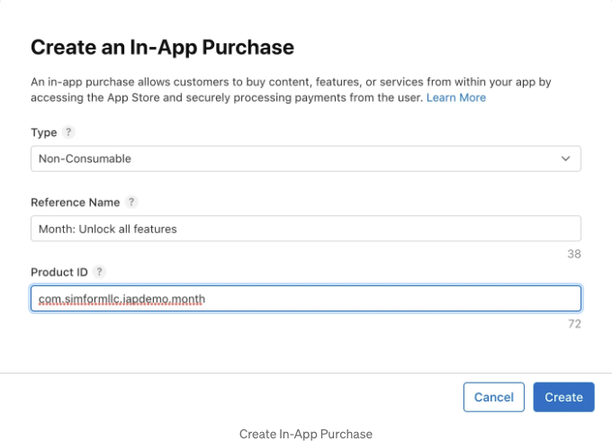 Create an In-App Purchase
An in-app purchase allows customers to buy content, features, or services from within your app by
accessing the App Store and securely processing payments from the user. Learn More
Type ?
Non-Consumable
Reference Name ?
Month: Unlock all features
38
Product ID ?
com.simformllc.iapdemo.month
72
Cancel
Create
Create In-App Purchase